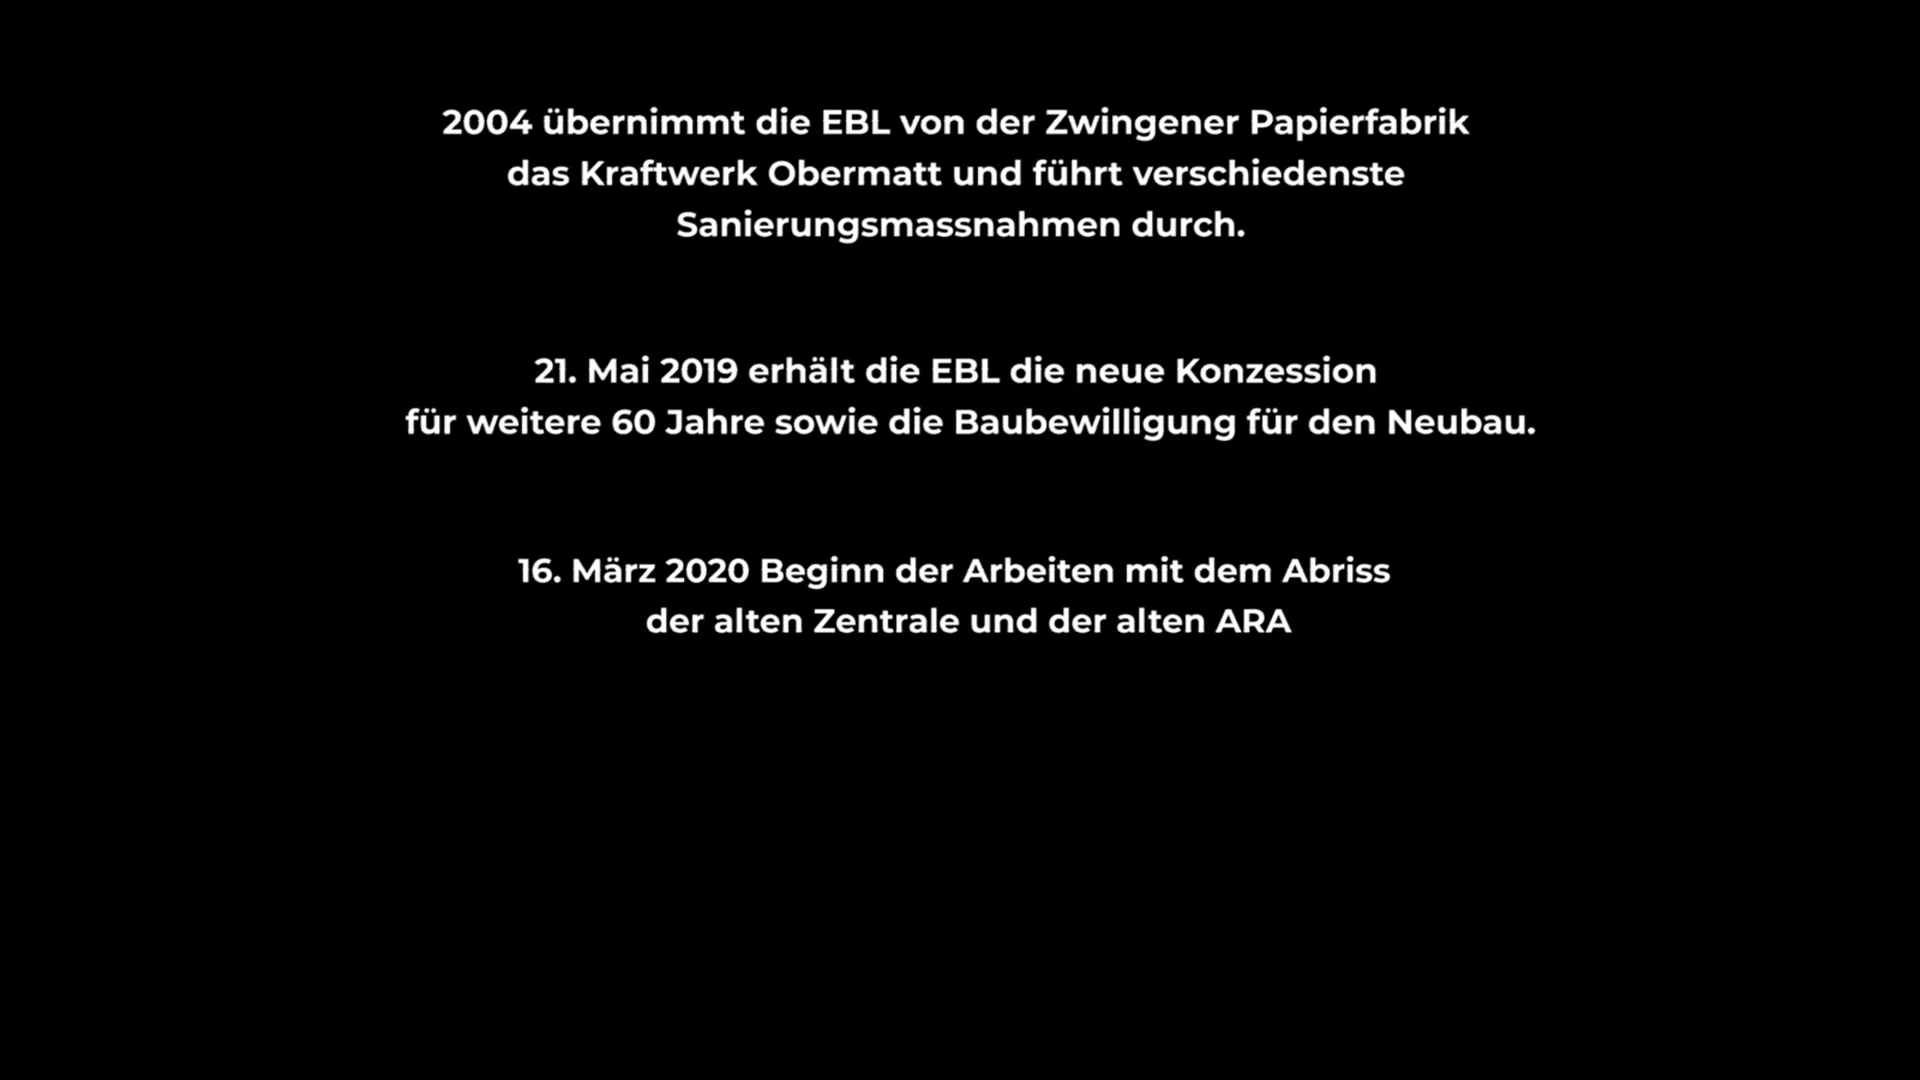 2004 übernimmt die EBL von der Zwingener Papierfabrik
das Kraftwerk Obermatt und führt verschiedenste
Sanierungsmassnahmen durch.
21. Mai 2019 erhält die EBL die neue Konzession
für weitere 60 Jahre sowie die Baubewilligung für den Neubau.
16. März 2020 Beginn der Arbeiten mit dem Abriss
der alten Zentrale und der alten ARA